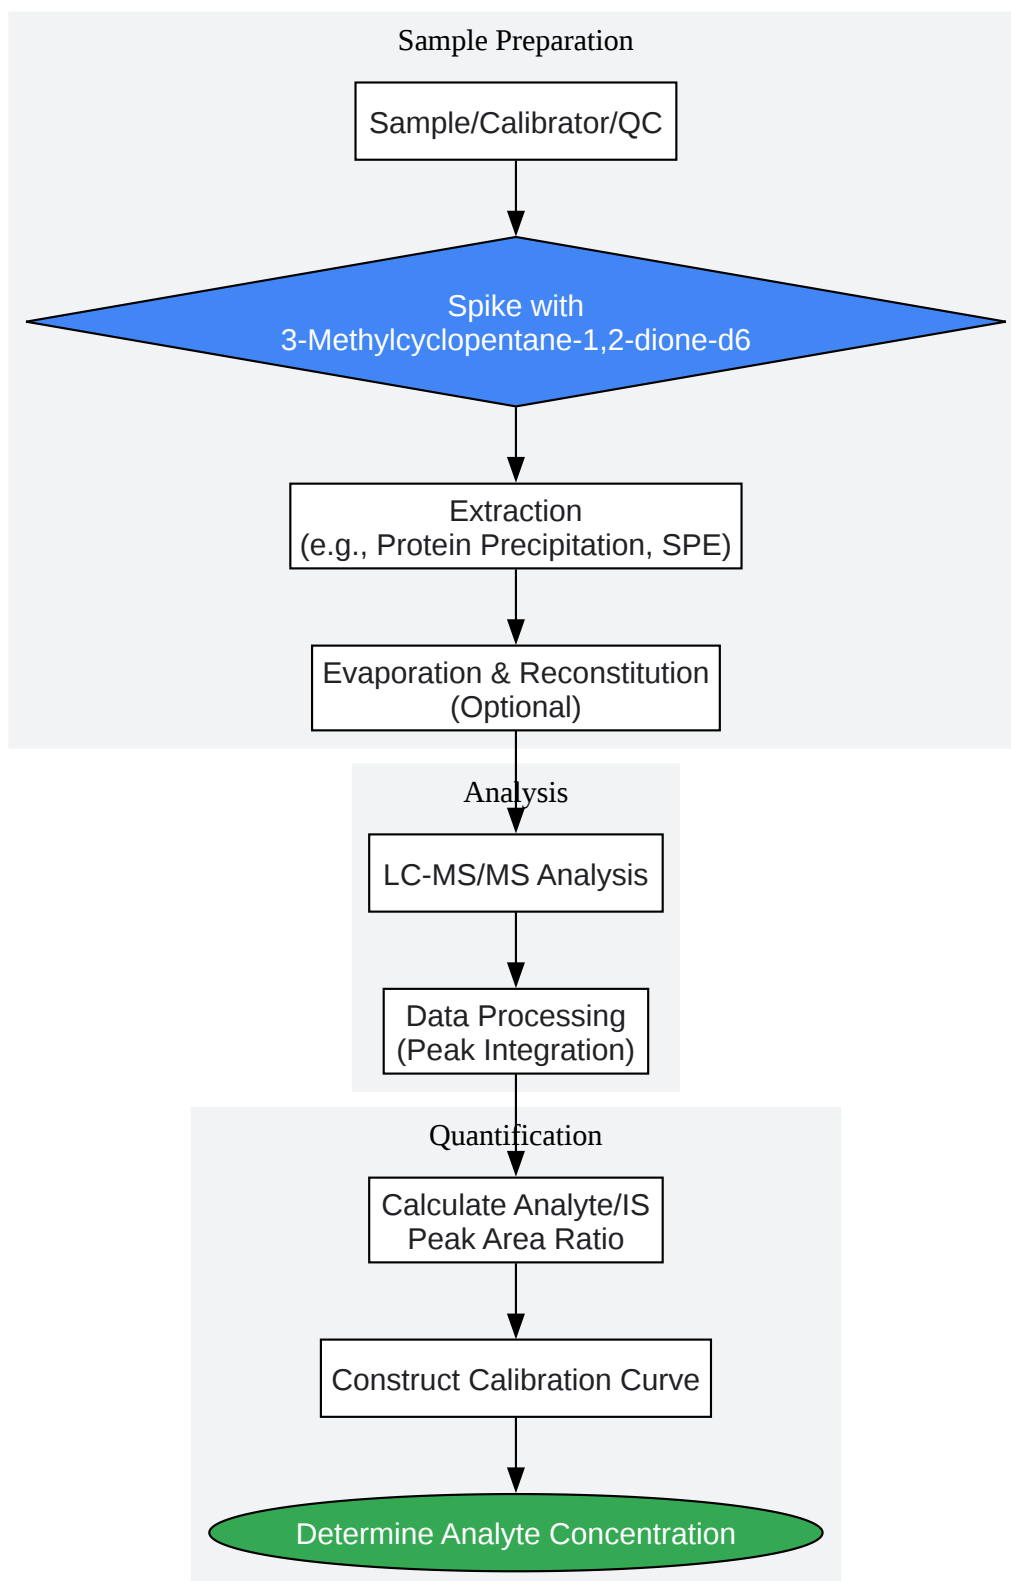 Sample Preparation
Sample/Calibrator/QC
Spike with
3-Methylcyclopentane-1,2-dione-d6
Extraction
(e.g., Protein Precipitation, SPE)
Evaporation & Reconstitution
(Optional)
Analysis
LC-MS/MS Analysis
Data Processing
(Peak Integration)
Quantification
Calculate Analyte/IS
Peak Area Ratio
Construct Calibration Curve
Determine Analyte Concentration